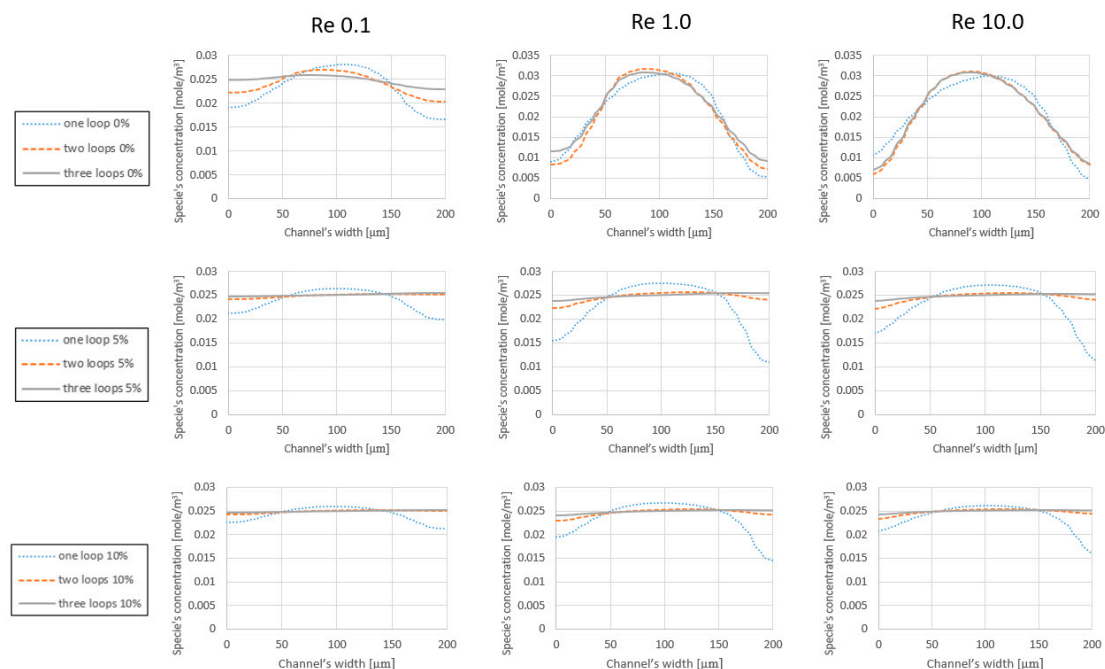 Re 0.1
Re 1.0
Re 10.0
one loop 0%
two loops 0%
three loops 0%
Specie's concentration [mole/m³]
0.03
0.025
0.02
0.015
0.01
0.005
0
0 50 100 150 200
Channel's width [µm]
Specie's concentration [mole/m³]
0.035
0.03
0.025
0.02
0.015
0.01
0.005
0
0 50 100 150 200
Channel's width [µm]
Specie's concentration [mole/m³]
0.035
0.03
0.025
0.02
0.015
0.01
0.005
0
0 50 100 150 200
Channel's width [µm]
one loop 5%
two loops 5%
three loops 5%
Specie's concentration [mole/m³]
0.03
0.025
0.02
0.015
0.01
0.005
0
0 50 100 150 200
Channel's width [µm]
Specie's concentration [mole/m³]
0.03
0.025
0.02
0.015
0.01
0.005
0
0 50 100 150 200
Channel's width [µm]
Specie's concentration [mole/m³]
0.03
0.025
0.02
0.015
0.01
0.005
0
0 50 100 150 200
Channel's width [µm]
one loop 10%
two loops 10%
three loops 10%
Specie's concentration [mole/m³]
0.03
0.025
0.02
0.015
0.01
0.005
0
0 50 100 150 200
Channel's width [µm]
Specie's concentration [mole/m³]
0.03
0.025
0.02
0.015
0.01
0.005
0
0 50 100 150 200
Channel's width [µm]
Specie's concentration [mole/m³]
0.03
0.025
0.02
0.015
0.01
0.005
0
0 50 100 150 200
Channel's width [µm]